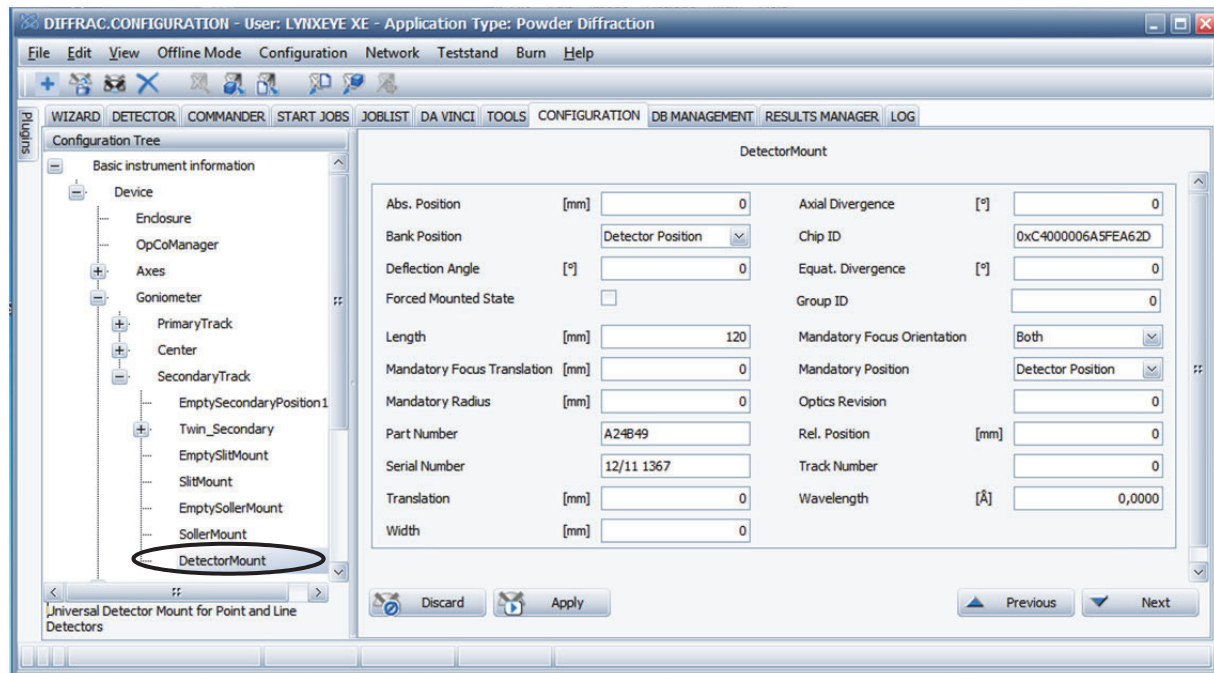 DIFFRAC.CONFIGURATION - User: LYNXEYE XE - Application Type: Powder Diffraction
File Edit View Offline Mode Configuration Network Teststand Burn Help
Plugins
WIZARD DETECTOR COMMANDER START JOBS JOBLIST DA VINCI TOOLS CONFIGURATION DB MANAGEMENT RESULTS MANAGER LOG
Configuration Tree
Basic instrument information
Device
Enclosure
OpCoManager
Axes
Goniometer
PrimaryTrack
Center
SecondaryTrack
EmptySecondaryPosition1
Twin_Secondary
EmptySlitMount
SlitMount
EmptySollerMount
SollerMount
DetectorMount
Universal Detector Mount for Point and Line
Detectors
DetectorMount
Abs. Position [mm] 0 Axial Divergence [°] 0
Bank Position Detector Position Chip ID 0xC4000006A5FEA62D
Deflection Angle [°] 0 Equat. Divergence [°] 0
Forced Mounted State Group ID 0
Length [mm] 120 Mandatory Focus Orientation Both
Mandatory Focus Translation [mm] 0 Mandatory Position Detector Position
Mandatory Radius [mm] 0 Optics Revision 0
Part Number A24B49 Rel. Position [mm] 0
Serial Number 12/11 1367 Track Number 0
Translation [mm] 0 Wavelength [Å] 0,0000
Width [mm] 0
Discard Apply Previous Next